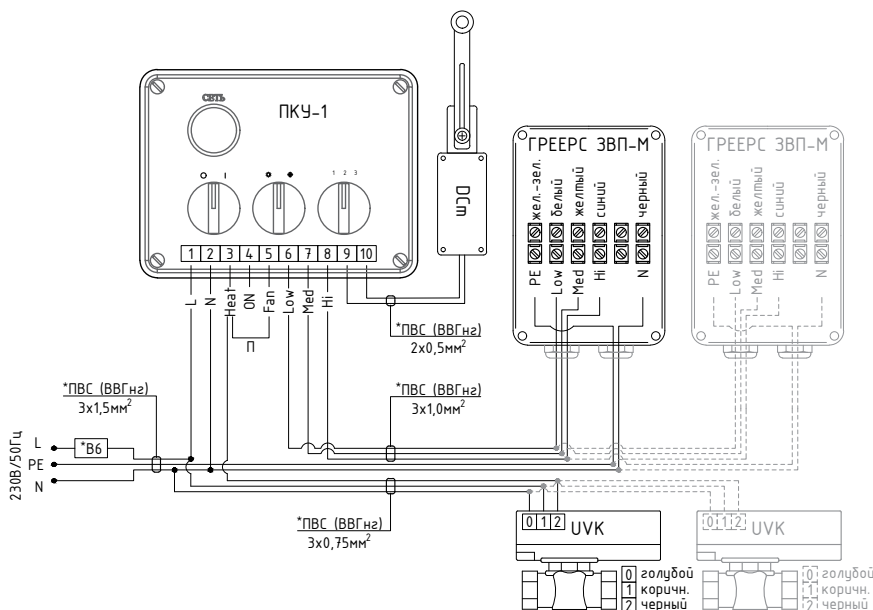 СЕТЬ
ПКУ-1
1 2 3
1 2 3 4 5 6 7 8 9 10
L
N
Heat
ON
Fan
Low
Med
Hi
П
DCm
ГРЕЕРС ЗВП-М
жел.-зел.
белый
желтый
синий
черный
PE
Low
Med
Hi
N
ГРЕЕРС ЗВП-М
жел.-зел.
белый
желтый
синий
черный
PE
Low
Med
Hi
N
*ПВС (ВВГнг)
2х0,5мм²
*ПВС (ВВГнг)
3х1,5мм²
*ПВС (ВВГнг)
3х1,0мм²
230В/50Гц
L
*В6
PE
N
*ПВС (ВВГнг)
3х0,75мм²
0 1 2
UVK
0 голубой
1 коричн.
2 черный
0 1 2
UVK
0 голубой
1 коричн.
2 черный